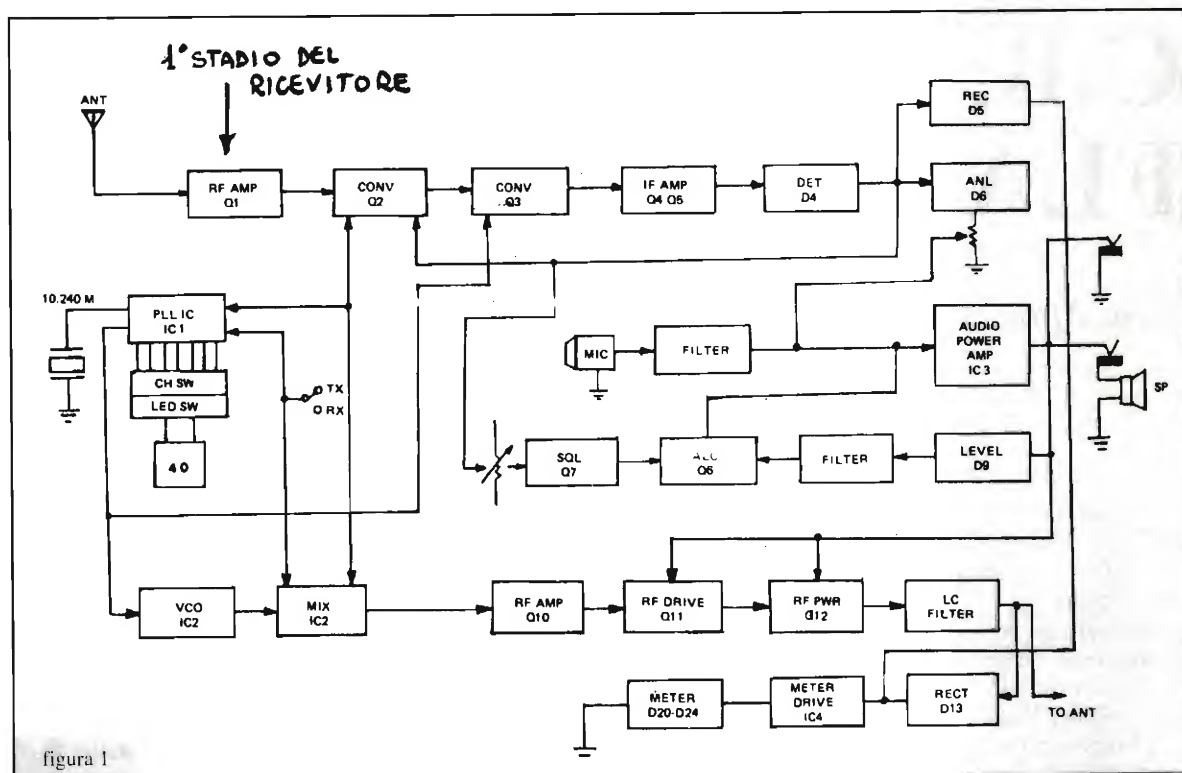 1° STADIO DEL
RICEVITORE
ANT
RF AMP
Q1
CONV
Q2
CONV
Q3
IF AMP
Q4 Q5
DET
D4
REC
D5
ANL
D6
10.240 M
PLL IC
IC1
CH SW
LED SW
40
TX
RX
MIC
FILTER
AUDIO
POWER
AMP
IC 3
SP
SQL
Q7
Q6
FILTER
LEVEL
D9
VCO
IC2
MIX
IC2
RF AMP
Q10
RF DRIVE
Q11
RF PWR
LC
FILTER
METER
D20-D24
METER
DRIVE
IC4
RECT
D13
TO ANT
figura 1